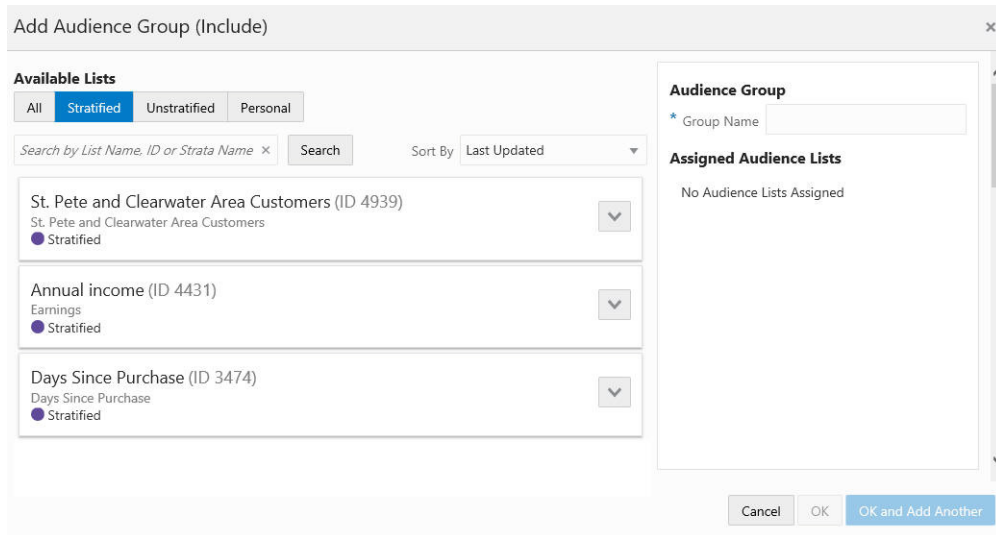 Add Audience Group (Include)
×
Available Lists
All Stratified Unstratified Personal
Search by List Name, ID or Strata Name × Search Sort By Last Updated
St. Pete and Clearwater Area Customers (ID 4939)
St. Pete and Clearwater Area Customers
Stratified
Annual income (ID 4431)
Earnings
Stratified
Days Since Purchase (ID 3474)
Days Since Purchase
Stratified
Audience Group
* Group Name
Assigned Audience Lists
No Audience Lists Assigned
Cancel OK OK and Add Another